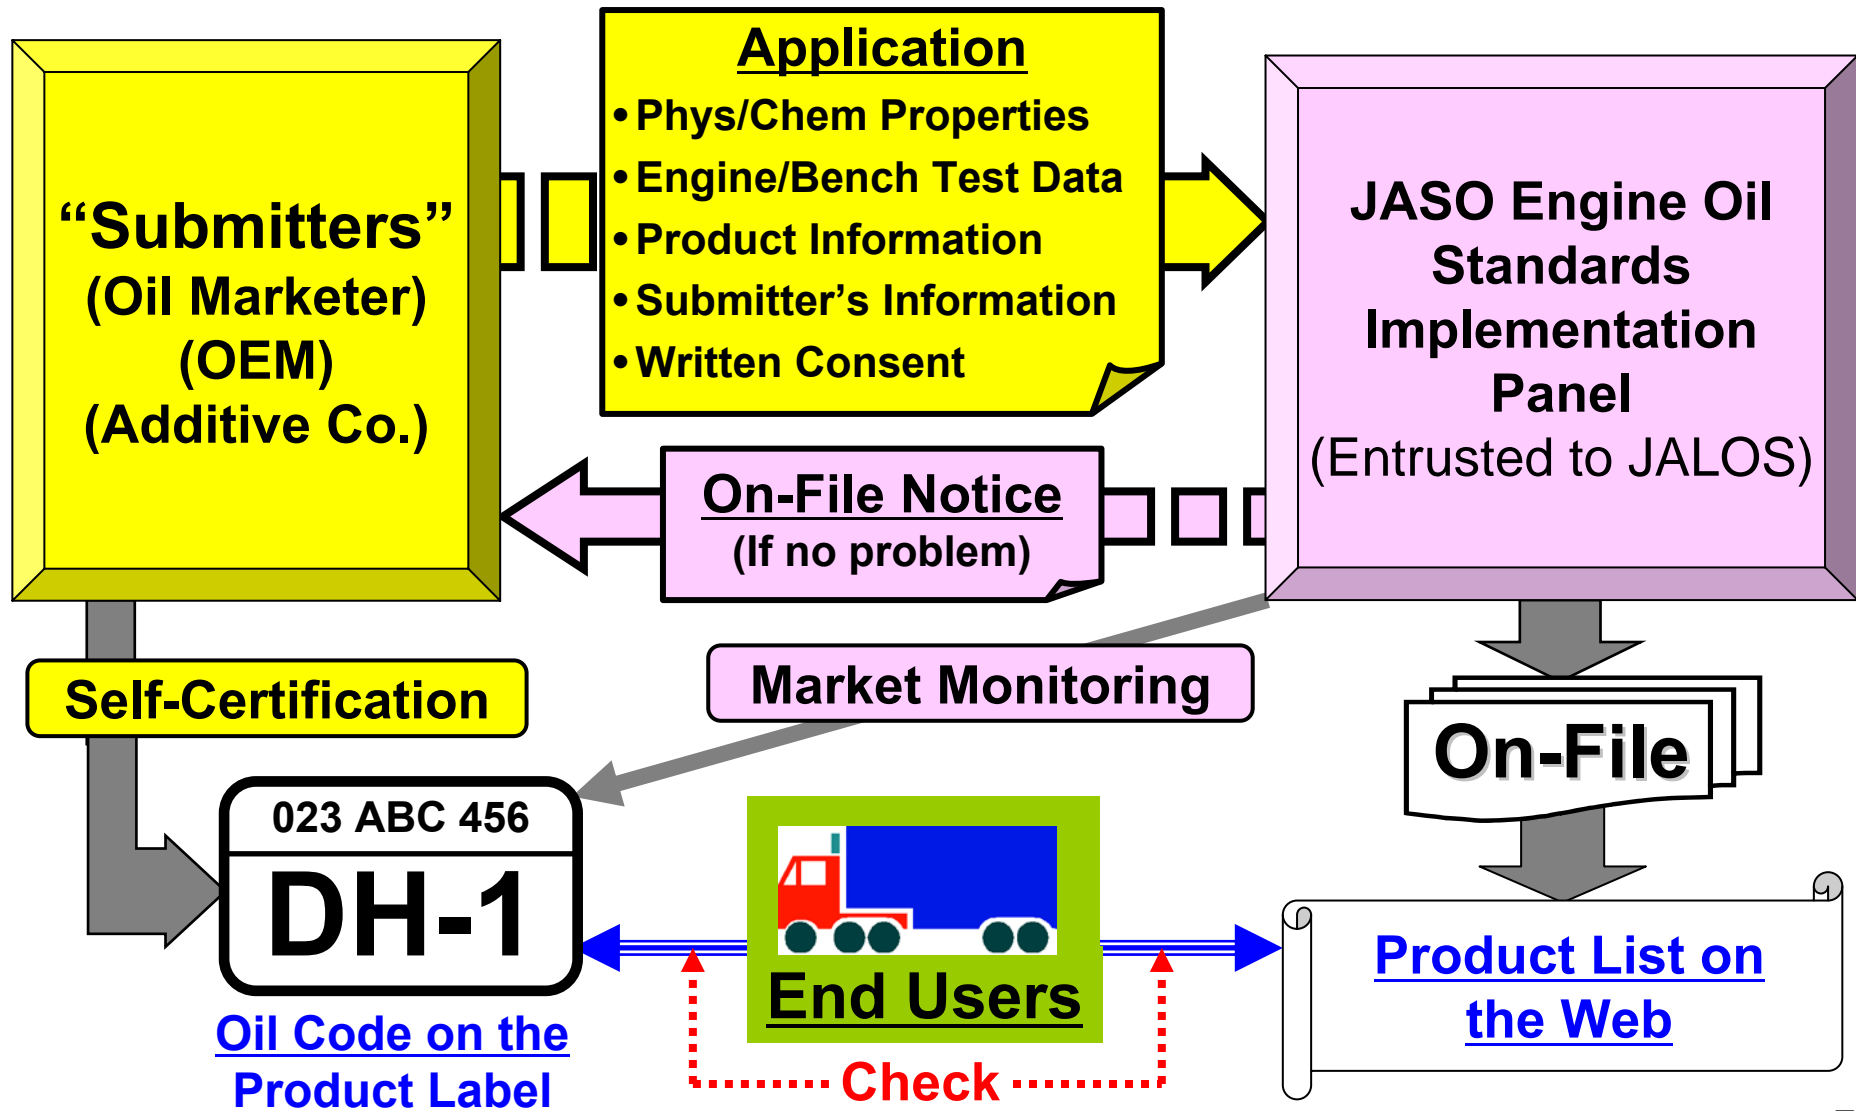 “Submitters”
(Oil Marketer)
(OEM)
(Additive Co.)
Application
•Phys/Chem Properties
•Engine/Bench Test Data
•Product Information
•Submitter’s Information
•Written Consent
JASO Engine Oil
Standards
Implementation
Panel
(Entrusted to JALOS)
On-File Notice
(If no problem)
Self-Certification
Market Monitoring
On-File
023 ABC 456
DH-1
Oil Code on the
Product Label
End Users
Check
Product List on
the Web